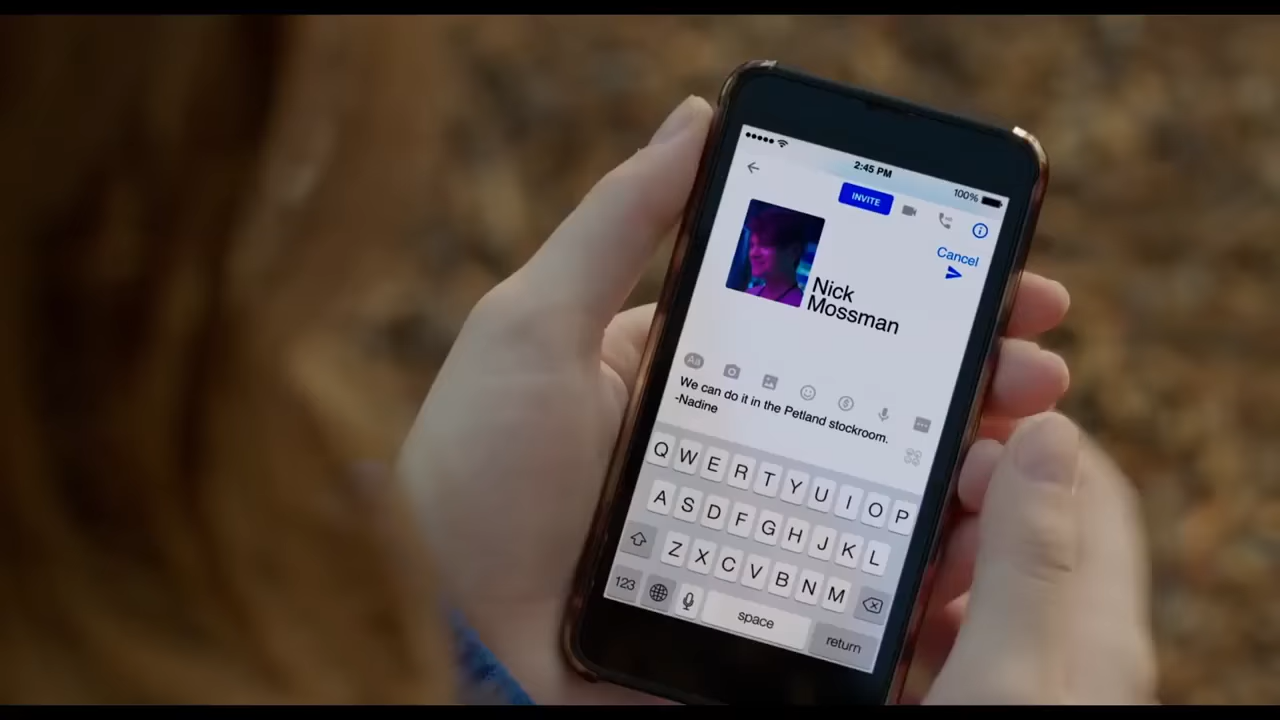 2:45 PM
100%
INVITE
Cancel
Nick
Mossman
Aa
We can do it in the Petland stockroom.
-Nadine
Q W E R T Y U I O P
A S D F G H J K L
Z X C V B N M
123
space
return